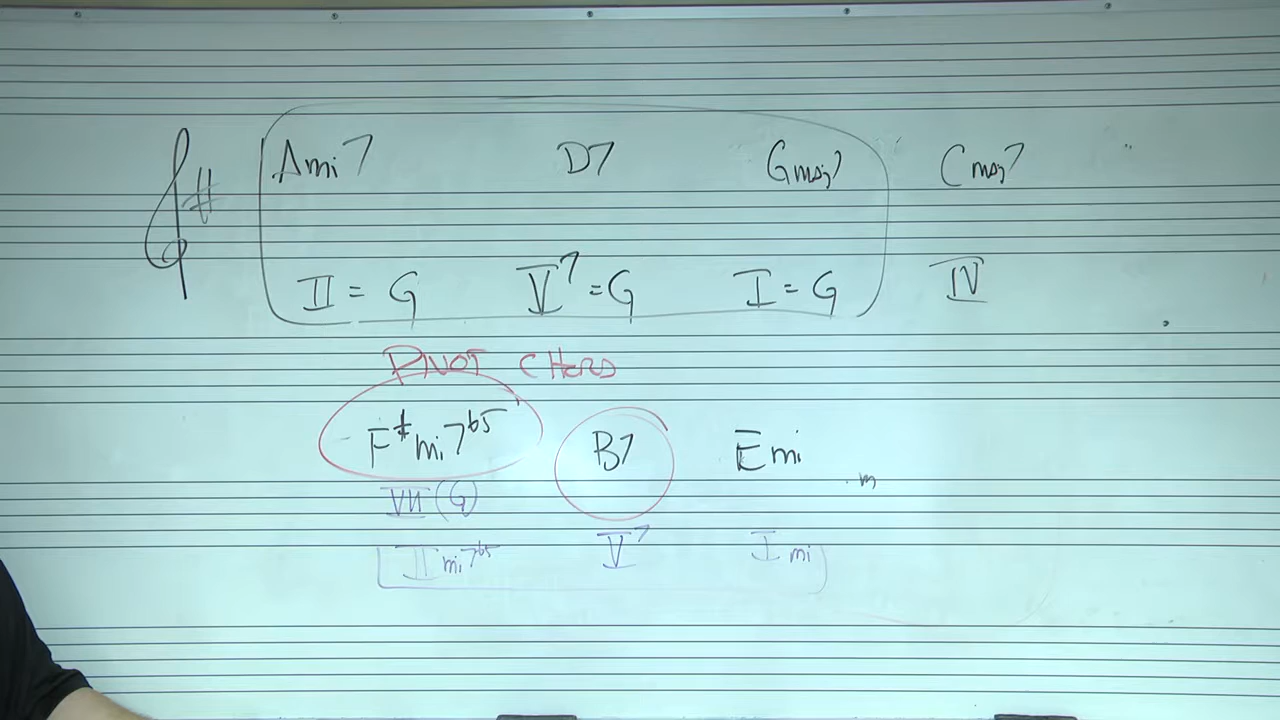 # Ami7 D7 Gmaj7 Cmaj7
II = G V7 = G I = G IV
PIVOT CHORD
F#mi7b5 B7 Emi
m
VII (G)
IImi7b5 V7 Imi